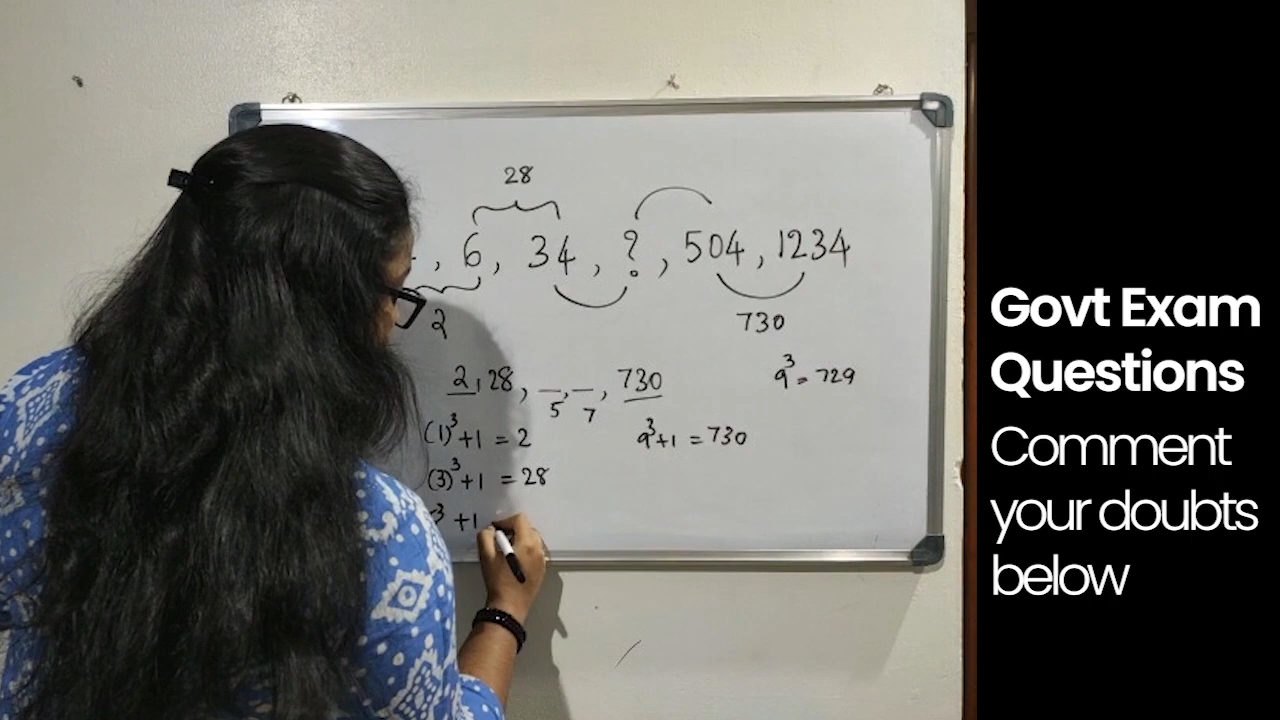 28
, 6, 34, ?, 504, 1234
2
730
2, 28, _, _, 730
5 7
9³ = 729
(1)³ + 1 = 2
9³+1 = 730
(3)³ + 1 = 28
³ + 1
Govt Exam
Questions
Comment
your doubts
below